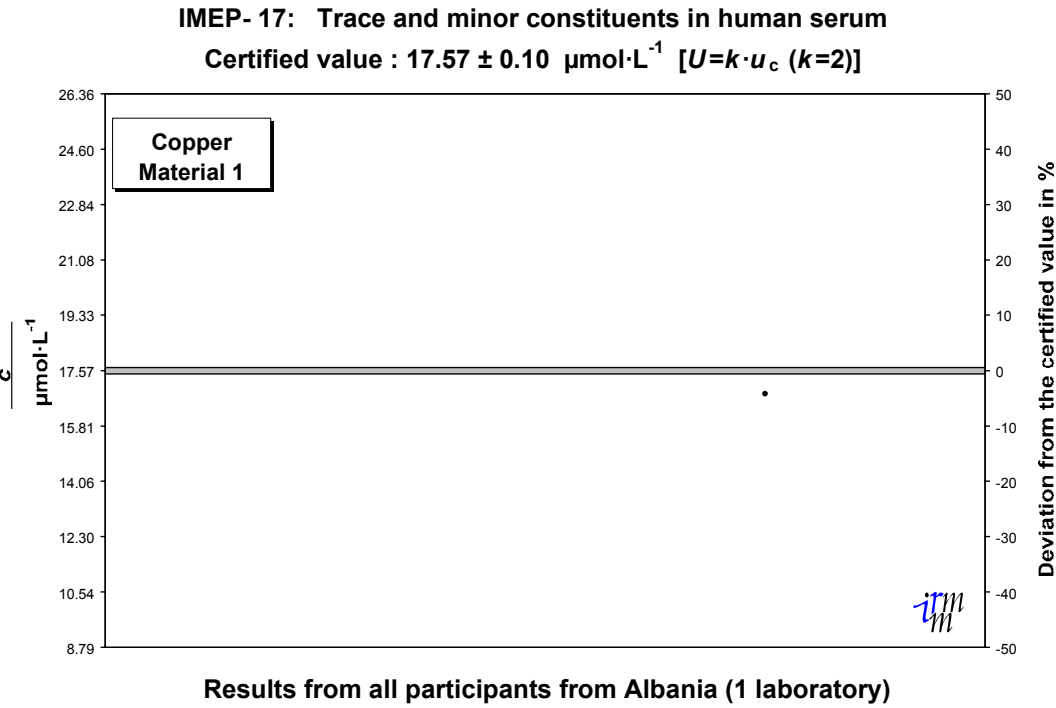 IMEP- 17: Trace and minor constituents in human serum
Certified value : 17.57 ± 0.10 µmol·L⁻¹ [U=k·u_c (k=2)]
Copper
Material 1
26.36
24.60
22.84
21.08
19.33
17.57
15.81
14.06
12.30
10.54
8.79
c
µmol·L⁻¹
50
40
30
20
10
0
-10
-20
-30
-40
-50
Deviation from the certified value in %
irmm
Results from all participants from Albania (1 laboratory)